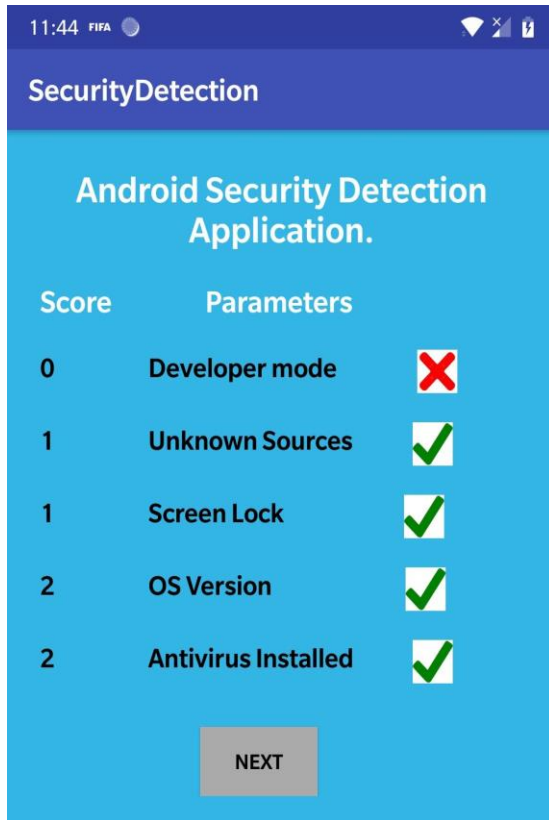 11:44 FIFA
SecurityDetection
Android Security Detection
Application.
Score Parameters
0 Developer mode
1 Unknown Sources
1 Screen Lock
2 OS Version
2 Antivirus Installed
NEXT